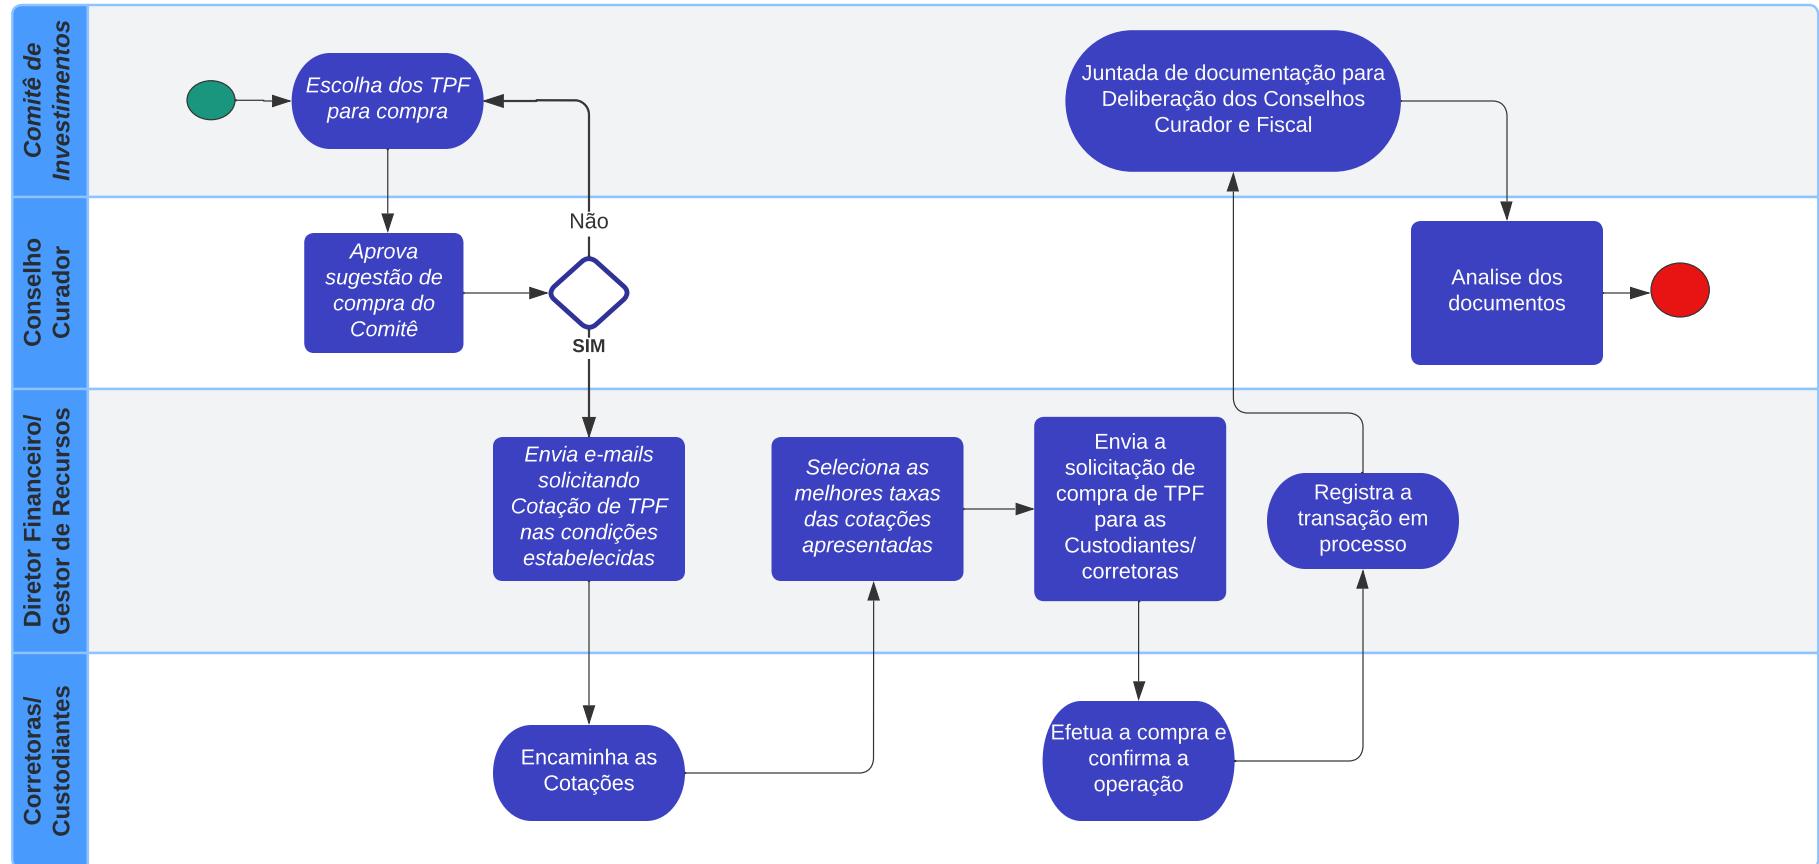 Comitê de
Investimentos
Escolha dos TPF
para compra
Juntada de documentação para
Deliberação dos Conselhos
Curador e Fiscal
Conselho
Curador
Aprova
sugestão de
compra do
Comitê
Não
SIM
Analise dos
documentos
Diretor Financeiro/
Gestor de Recursos
Envia e-mails
solicitando
Cotação de TPF
nas condições
estabelecidas
Seleciona as
melhores taxas
das cotações
apresentadas
Envia a
solicitação de
compra de TPF
para as
Custodiantes/
corretoras
Registra a
transação em
processo
Corretoras/
Custodiantes
Encaminha as
Cotações
Efetua a compra e
confirma a
operação